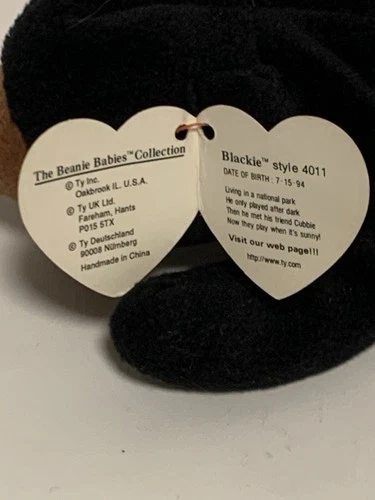 The Beanie Babies™Collection
© Ty Inc.
Oakbrook IL. U.S.A.
© Ty UK Ltd.
Fareham, Hants
P015 5TX
© Ty Deutschland
90008 Nürnberg
Handmade in China
Blackie™ style 4011
DATE OF BIRTH : 7-15-94
Living in a national park
He only played after dark
Then he met his friend Cubbie
Now they play when it's sunny!
Visit our web page!!!
http://www.ty.com